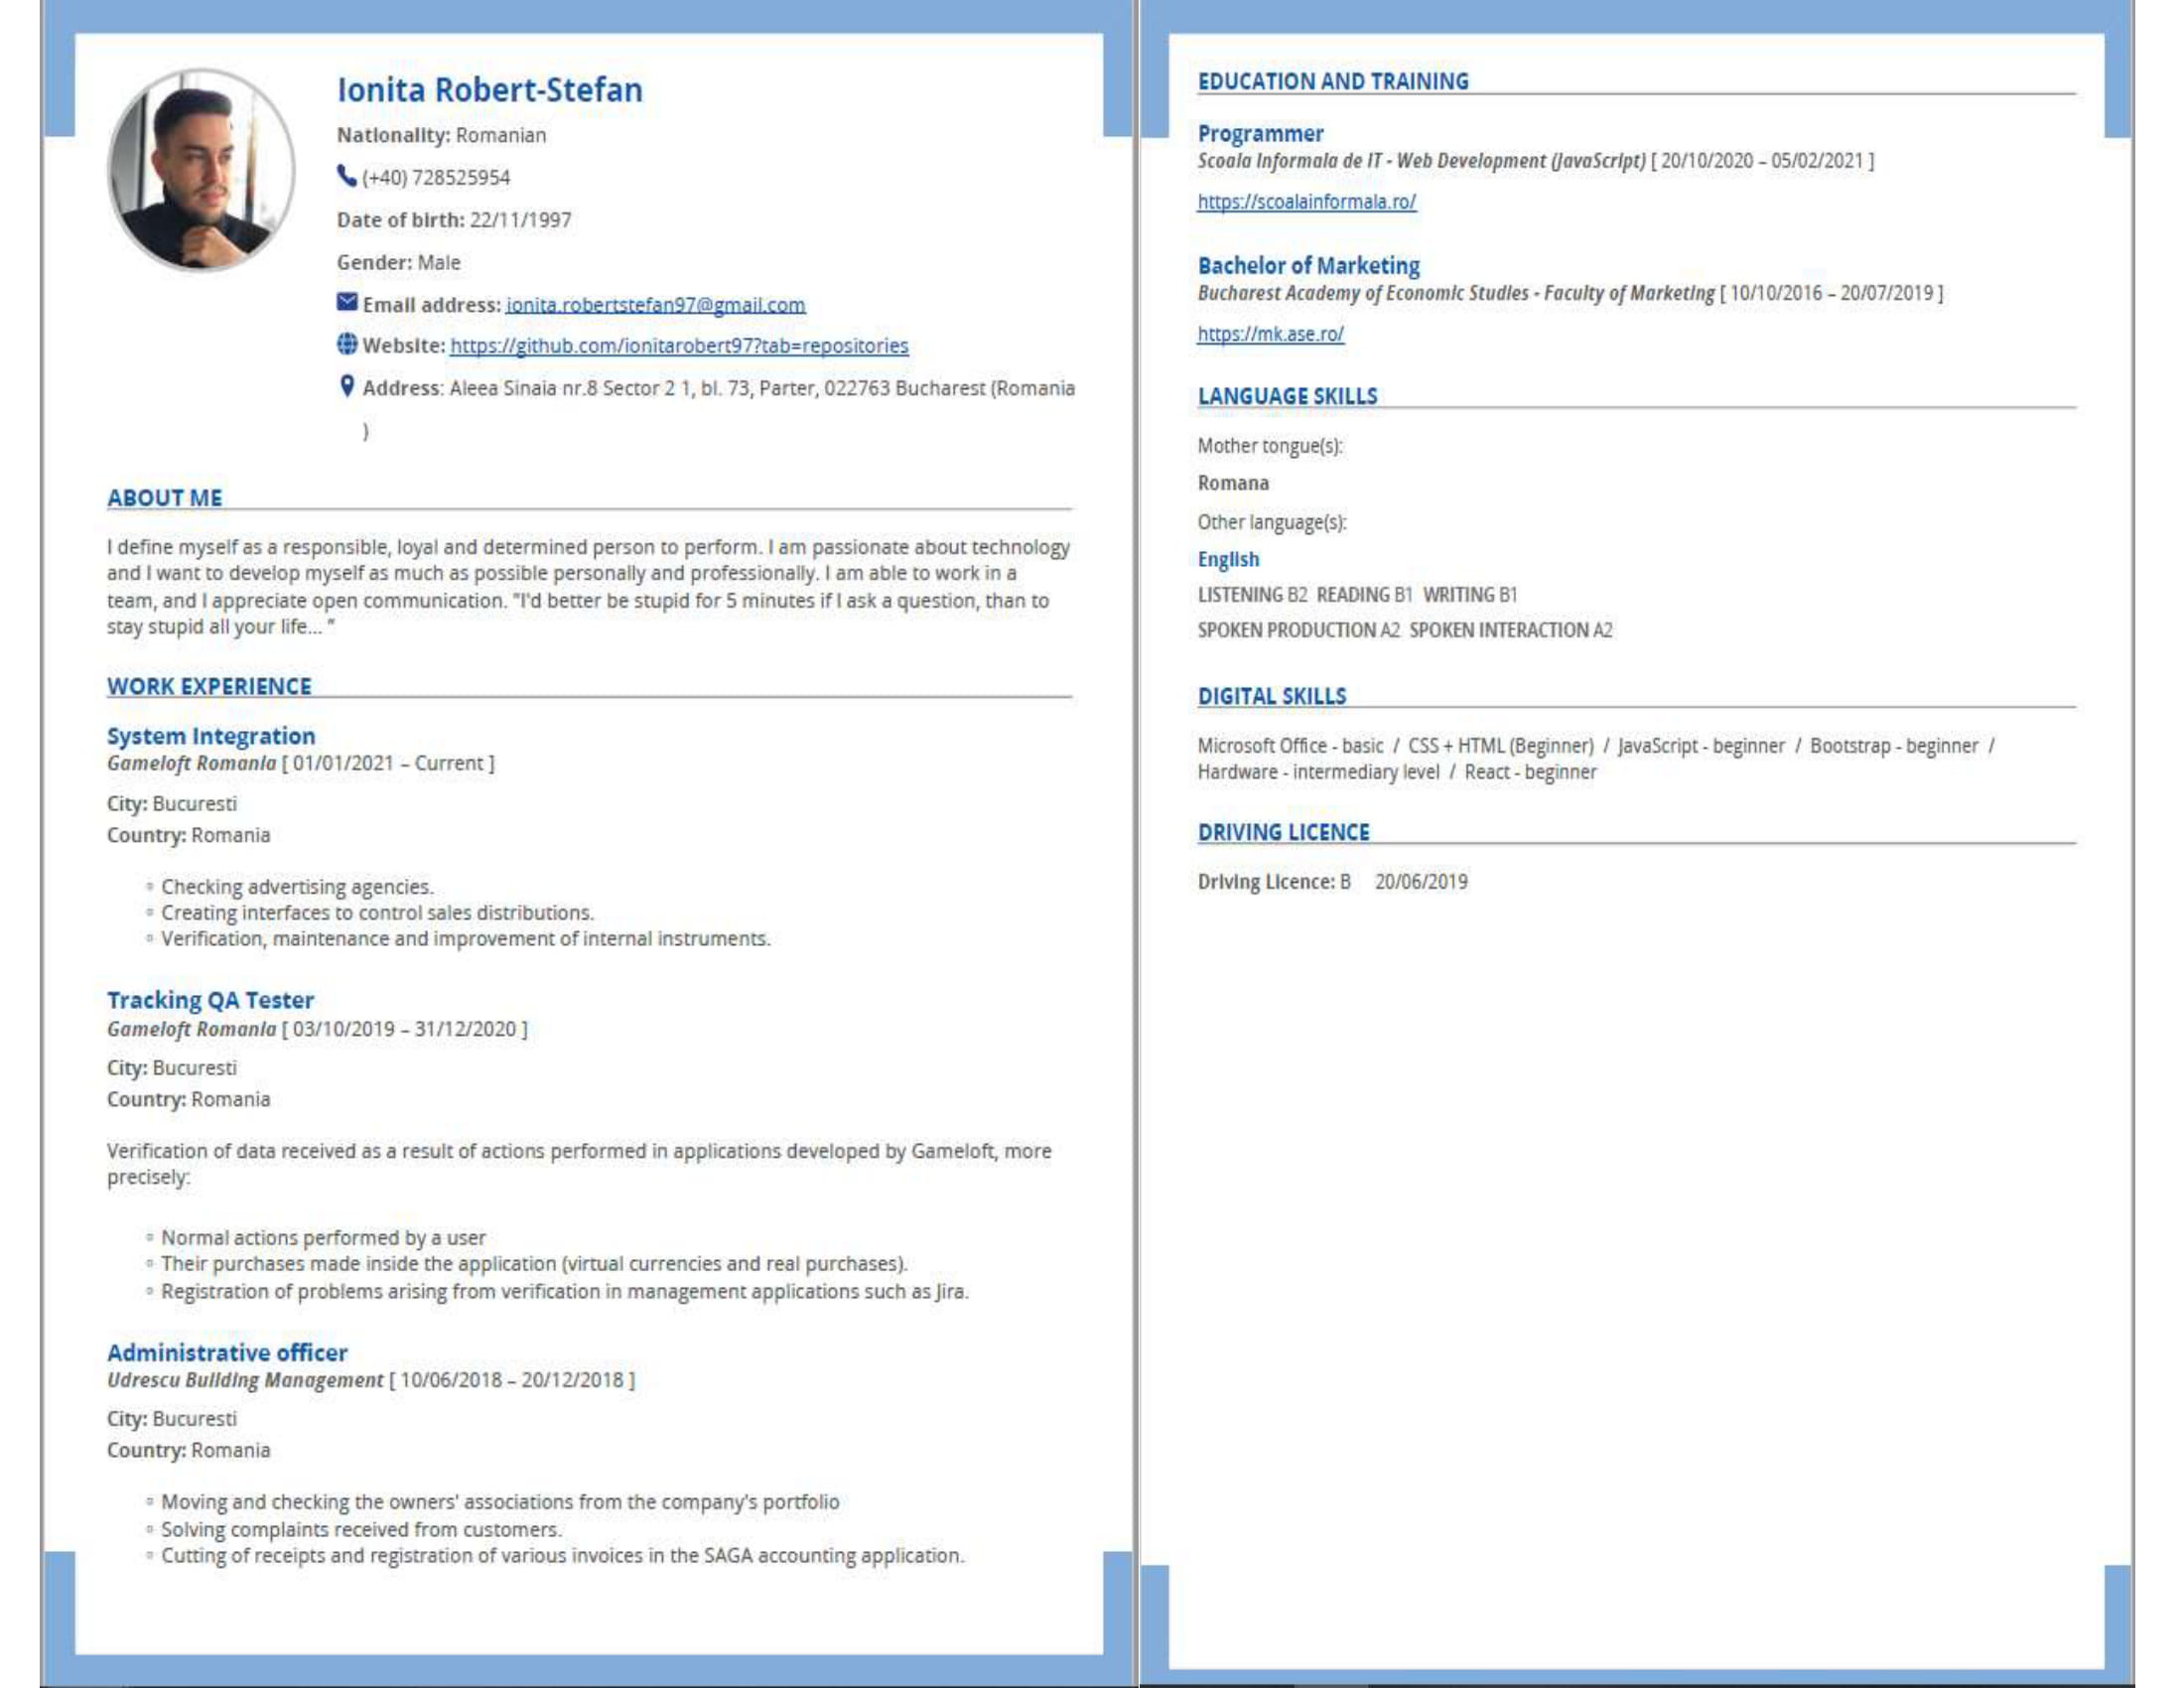 Ionita Robert-Stefan
Nationality: Romanian
(+40) 728525954
Date of birth: 22/11/1997
Gender: Male
Email address: ionita.robertstefan97@gmail.com
Website: https://github.com/ionitarobert97?tab=repositories
Address: Aleea Sinaia nr.8 Sector 2 1, bl. 73, Parter, 022763 Bucharest (Romania
)
ABOUT ME
I define myself as a responsible, loyal and determined person to perform. I am passionate about technology
and I want to develop myself as much as possible personally and professionally. I am able to work in a
team, and I appreciate open communication. "I'd better be stupid for 5 minutes if I ask a question, than to
stay stupid all your life... "
WORK EXPERIENCE
System Integration
Gameloft Romania [ 01/01/2021 – Current ]
City: Bucuresti
Country: Romania
◦ Checking advertising agencies.
◦ Creating interfaces to control sales distributions.
◦ Verification, maintenance and improvement of internal instruments.
Tracking QA Tester
Gameloft Romania [ 03/10/2019 – 31/12/2020 ]
City: Bucuresti
Country: Romania
Verification of data received as a result of actions performed in applications developed by Gameloft, more
precisely:
◦ Normal actions performed by a user
◦ Their purchases made inside the application (virtual currencies and real purchases).
◦ Registration of problems arising from verification in management applications such as Jira.
Administrative officer
Udrescu Building Management [ 10/06/2018 – 20/12/2018 ]
City: Bucuresti
Country: Romania
◦ Moving and checking the owners' associations from the company's portfolio
◦ Solving complaints received from customers.
◦ Cutting of receipts and registration of various invoices in the SAGA accounting application.
EDUCATION AND TRAINING
Programmer
Scoala Informala de IT - Web Development (JavaScript) [ 20/10/2020 – 05/02/2021 ]
https://scoalainformala.ro/
Bachelor of Marketing
Bucharest Academy of Economic Studies - Faculty of Marketing [ 10/10/2016 – 20/07/2019 ]
https://mk.ase.ro/
LANGUAGE SKILLS
Mother tongue(s):
Romana
Other language(s):
English
LISTENING B2 READING B1 WRITING B1
SPOKEN PRODUCTION A2 SPOKEN INTERACTION A2
DIGITAL SKILLS
Microsoft Office - basic / CSS + HTML (Beginner) / JavaScript - beginner / Bootstrap - beginner /
Hardware - intermediary level / React - beginner
DRIVING LICENCE
Driving Licence: B 20/06/2019